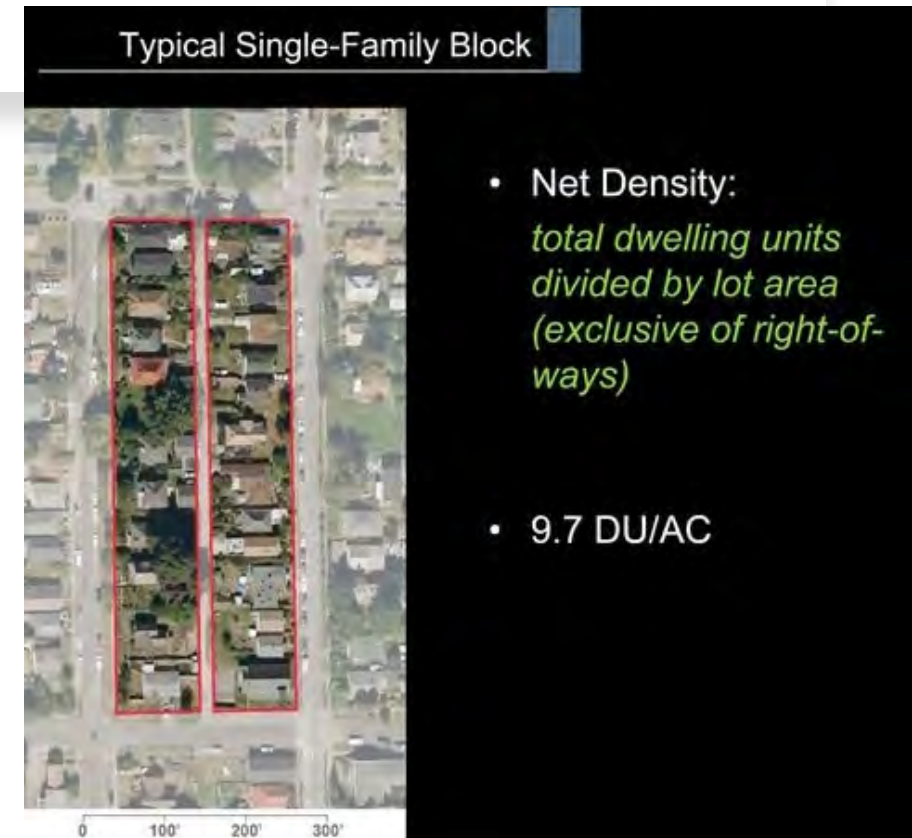 Typical Single-Family Block
• Net Density:
total dwelling units
divided by lot area
(exclusive of right-of-
ways)
• 9.7 DU/AC
0 100' 200' 300'